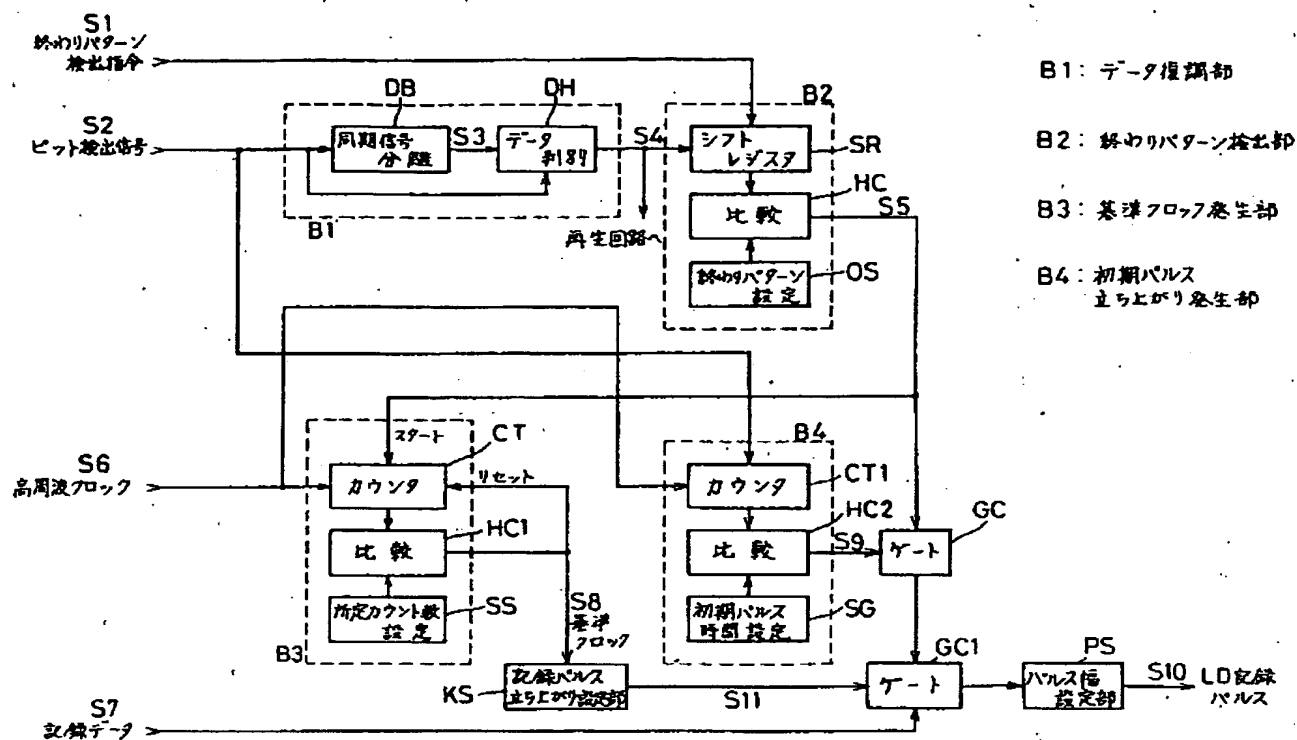 S1
終わりパターン
検出指令
S2
ピット検出信号
DB
同期信号
分離
S3
DH
データ
判別
S4
B1
再生回路へ
B2
シフト
レジスタ
SR
HC
比較
S5
終わりパターン
設定
OS
B1: データ復調部
B2: 終わりパターン検出部
B3: 基準クロック発生部
B4: 初期パルス
立ち上がり発生部
S6
高周波クロック
スタート
CT
カウンタ
リセット
HC1
比較
所定カウント数
設定
SS
B3
S8
基準
クロック
B4
カウンタ
CT1
HC2
比較
S9
初期パルス
時間設定
SG
GC
ゲート
KS
記録パルス
立ち上がり設定部
S11
GC1
ゲート
PS
パルス幅
設定部
S10
LD記録
パルス
S7
記録データ